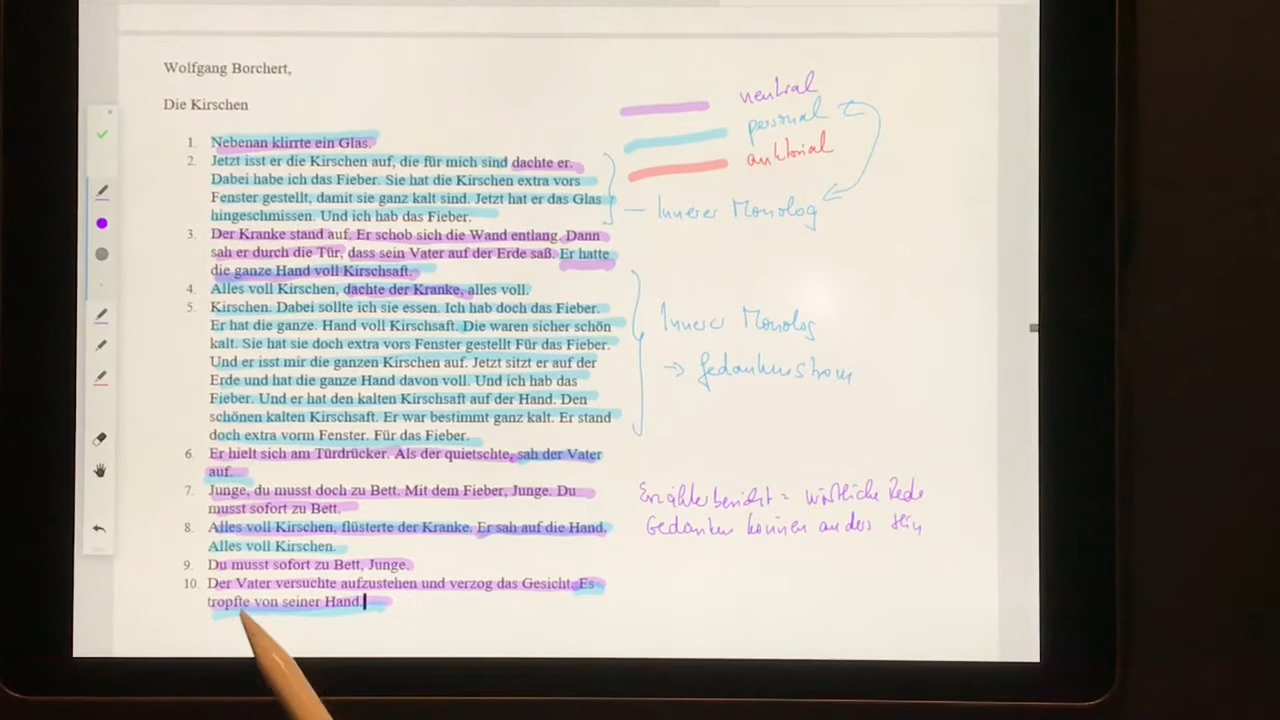 Wolfgang Borchert,
Die Kirschen
1. Nebenan klirrte ein Glas.
2. Jetzt isst er die Kirschen auf, die für mich sind dachte er.
Dabei habe ich das Fieber. Sie hat die Kirschen extra vors
Fenster gestellt, damit sie ganz kalt sind. Jetzt hat er das Glas
hingeschmissen. Und ich hab das Fieber.
3. Der Kranke stand auf. Er schob sich die Wand entlang. Dann
sah er durch die Tür, dass sein Vater auf der Erde saß. Er hatte
die ganze Hand voll Kirschsaft.
4. Alles voll Kirschen, dachte der Kranke, alles voll.
5. Kirschen. Dabei sollte ich sie essen. Ich hab doch das Fieber.
Er hat die ganze. Hand voll Kirschsaft. Die waren sicher schön
kalt. Sie hat sie doch extra vors Fenster gestellt Für das Fieber.
Und er isst mir die ganzen Kirschen auf. Jetzt sitzt er auf der
Erde und hat die ganze Hand davon voll. Und ich hab das
Fieber. Und er hat den kalten Kirschsaft auf der Hand. Den
schönen kalten Kirschsaft. Er war bestimmt ganz kalt. Er stand
doch extra vorm Fenster. Für das Fieber.
6. Er hielt sich am Türdrücker. Als der quietschte, sah der Vater
auf.
7. Junge, du musst doch zu Bett. Mit dem Fieber, Junge. Du
musst sofort zu Bett.
8. Alles voll Kirschen, flüsterte der Kranke. Er sah auf die Hand.
Alles voll Kirschen.
9. Du musst sofort zu Bett, Junge.
10. Der Vater versuchte aufzustehen und verzog das Gesicht. Es
tropfte von seiner Hand.
neutral
personal
auktorial
Innerer Monolog
Innerer Monolog
→ Gedankenstrom
Erzählerbericht = wörtliche Rede
Gedanken können anders sein